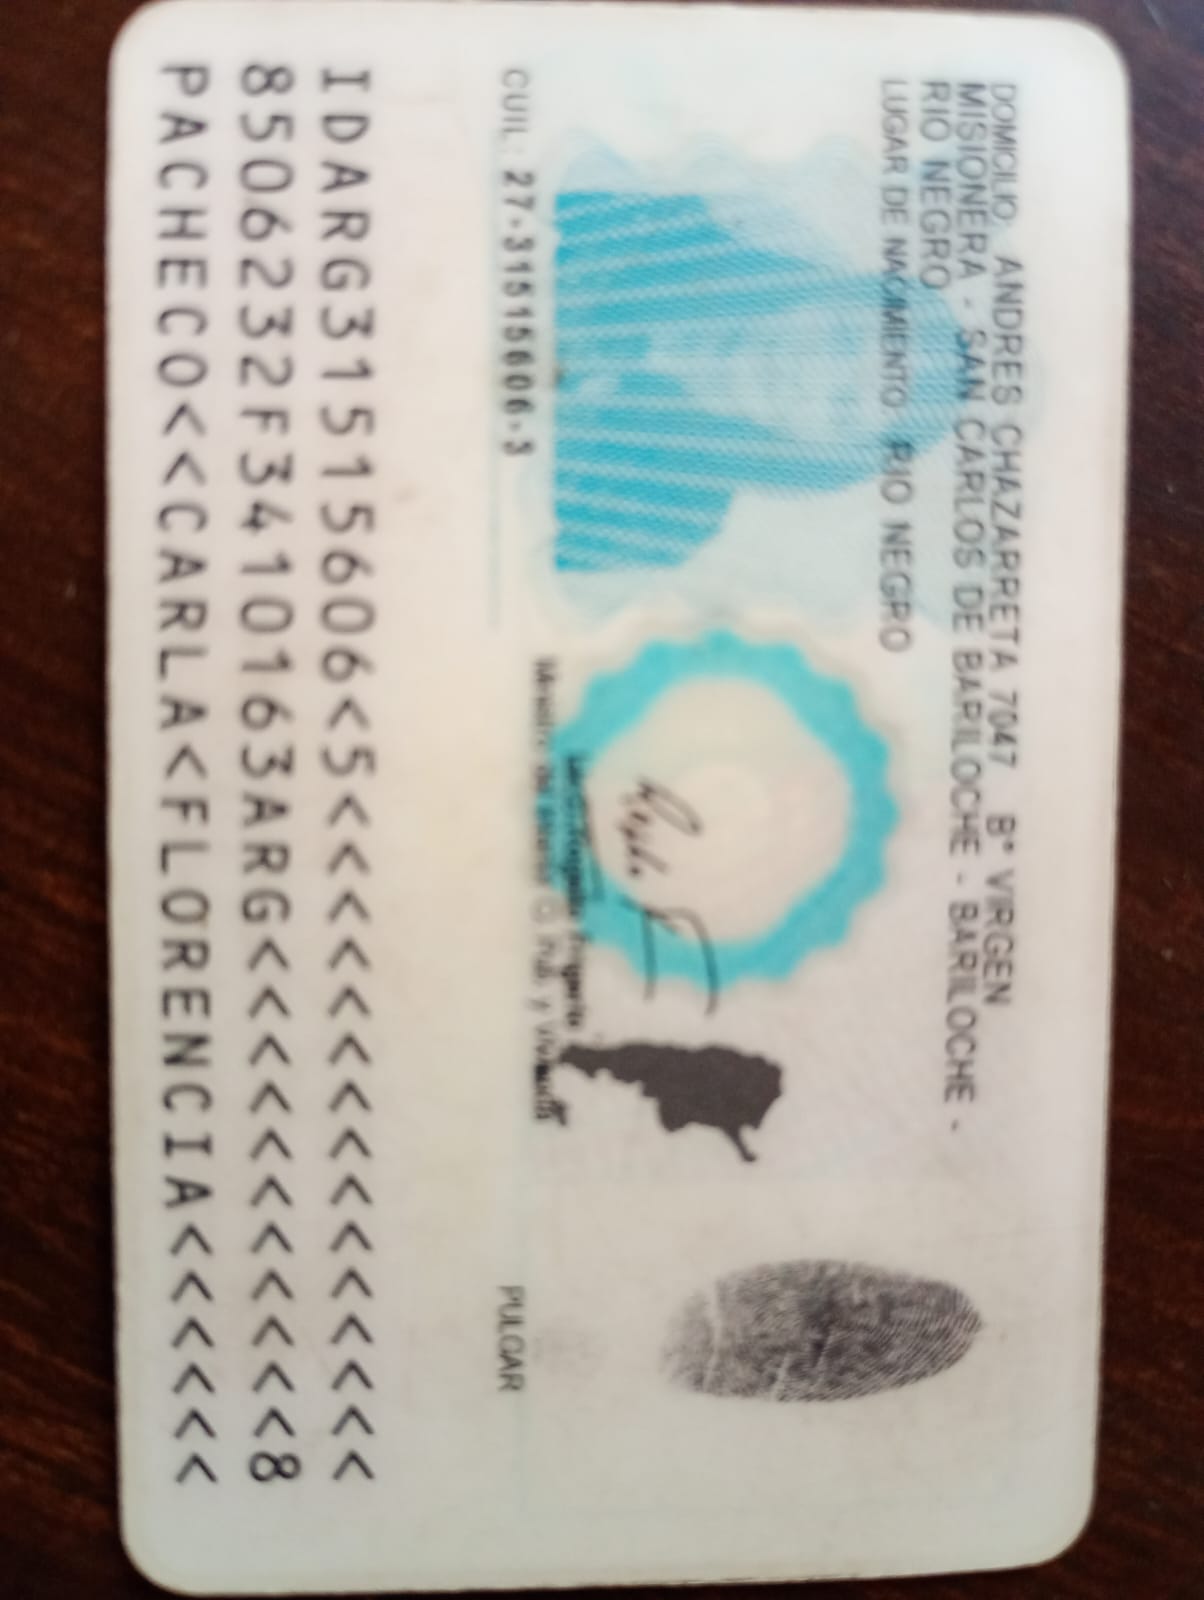 DOMICILIO: ANDRES CHAZARRETA 7047 B° VIRGEN
MISIONERA - SAN CARLOS DE BARILOCHE - BARILOCHE -
RIO NEGRO
LUGAR DE NACIMIENTO: RIO NEGRO
Ministro del Interior, O. Púb. y Vivienda
CUIL: 27-31515606-3
PULGAR
IDARG31515606<5<<<<<<<<<<<<<<<
8506232F3410163ARG<<<<<<<<<<<8
PACHECO<<CARLA<FLORENCIA<<<<<<